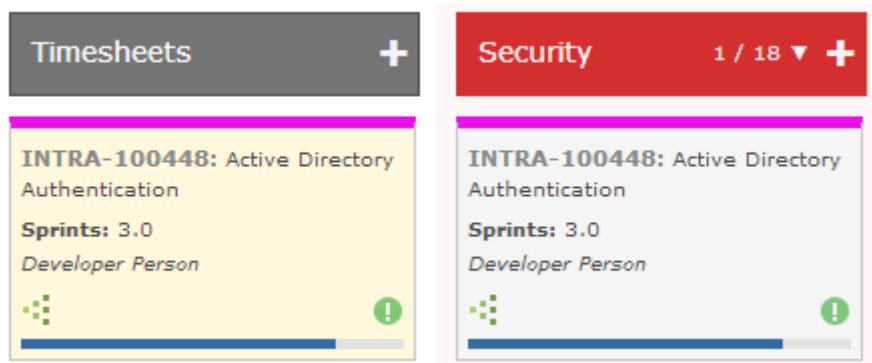 Timesheets +
INTRA-100448: Active Directory
Authentication
Sprints: 3.0
Developer Person
Security 1 / 18 ▼ +
INTRA-100448: Active Directory
Authentication
Sprints: 3.0
Developer Person